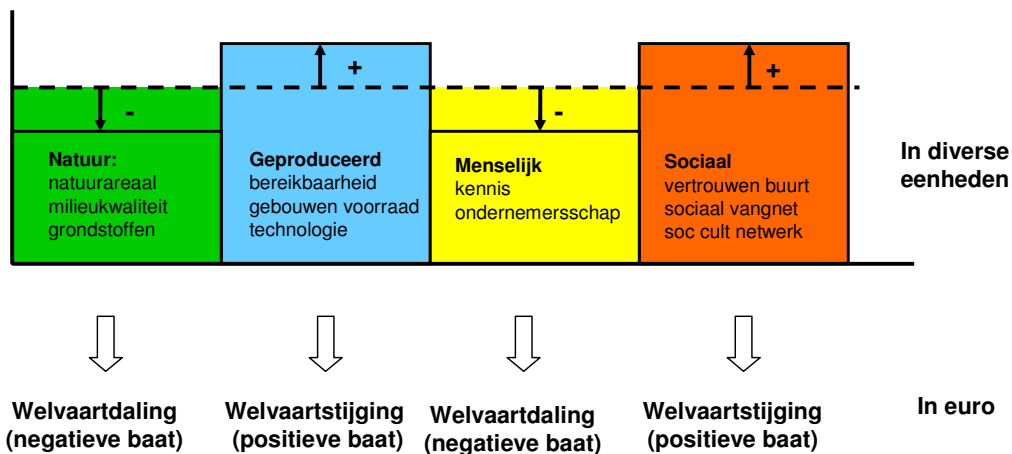 -
+
-
+
Natuur:
natuurareaal
milieukwaliteit
grondstoffen
Geproduceerd
bereikbaarheid
gebouwen voorraad
technologie
Menselijk
kennis
ondernemersschap
Sociaal
vertrouwen buurt
sociaal vangnet
soc cult netwerk
In diverse
eenheden
Welvaartdaling
(negatieve baat)
Welvaartstijging
(positieve baat)
Welvaartdaling
(negatieve baat)
Welvaartstijging
(positieve baat)
In euro